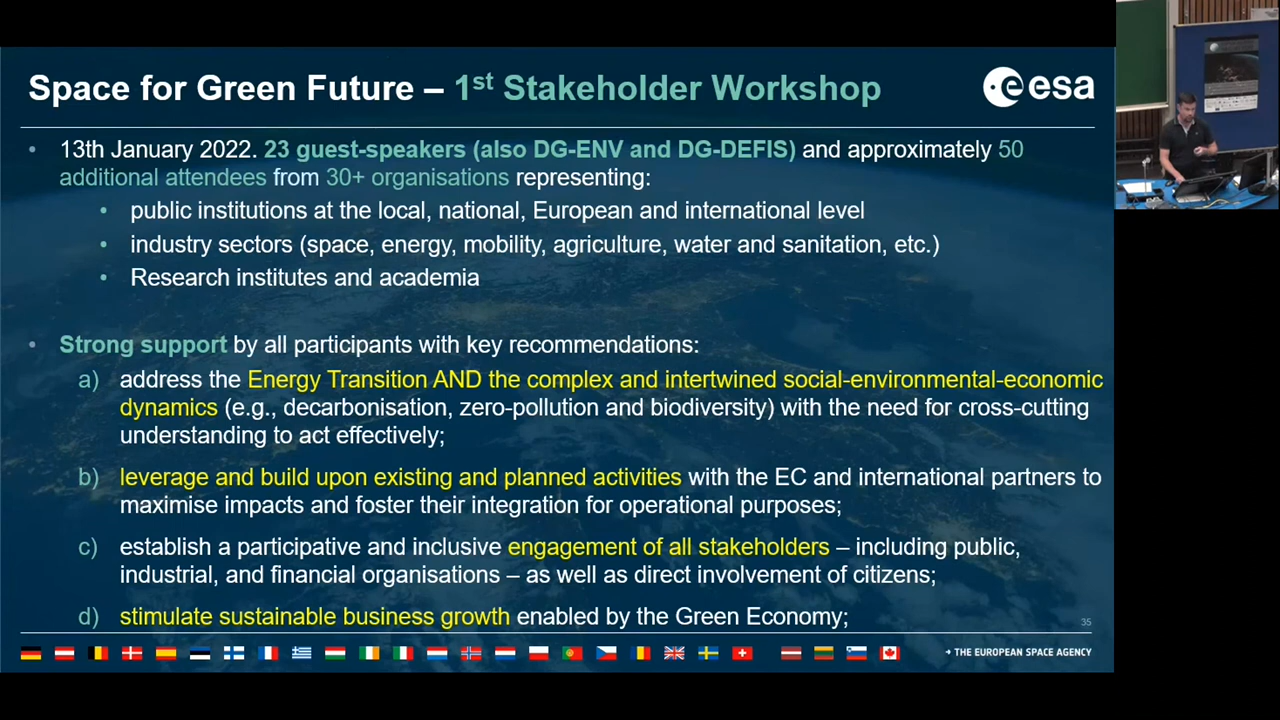 Space for Green Future – 1st Stakeholder Workshop
esa
• 13th January 2022. 23 guest-speakers (also DG-ENV and DG-DEFIS) and approximately 50
additional attendees from 30+ organisations representing:
• public institutions at the local, national, European and international level
• industry sectors (space, energy, mobility, agriculture, water and sanitation, etc.)
• Research institutes and academia
• Strong support by all participants with key recommendations:
a) address the Energy Transition AND the complex and intertwined social-environmental-economic
dynamics (e.g., decarbonisation, zero-pollution and biodiversity) with the need for cross-cutting
understanding to act effectively;
b) leverage and build upon existing and planned activities with the EC and international partners to
maximise impacts and foster their integration for operational purposes;
c) establish a participative and inclusive engagement of all stakeholders – including public,
industrial, and financial organisations – as well as direct involvement of citizens;
d) stimulate sustainable business growth enabled by the Green Economy;
35
→ THE EUROPEAN SPACE AGENCY